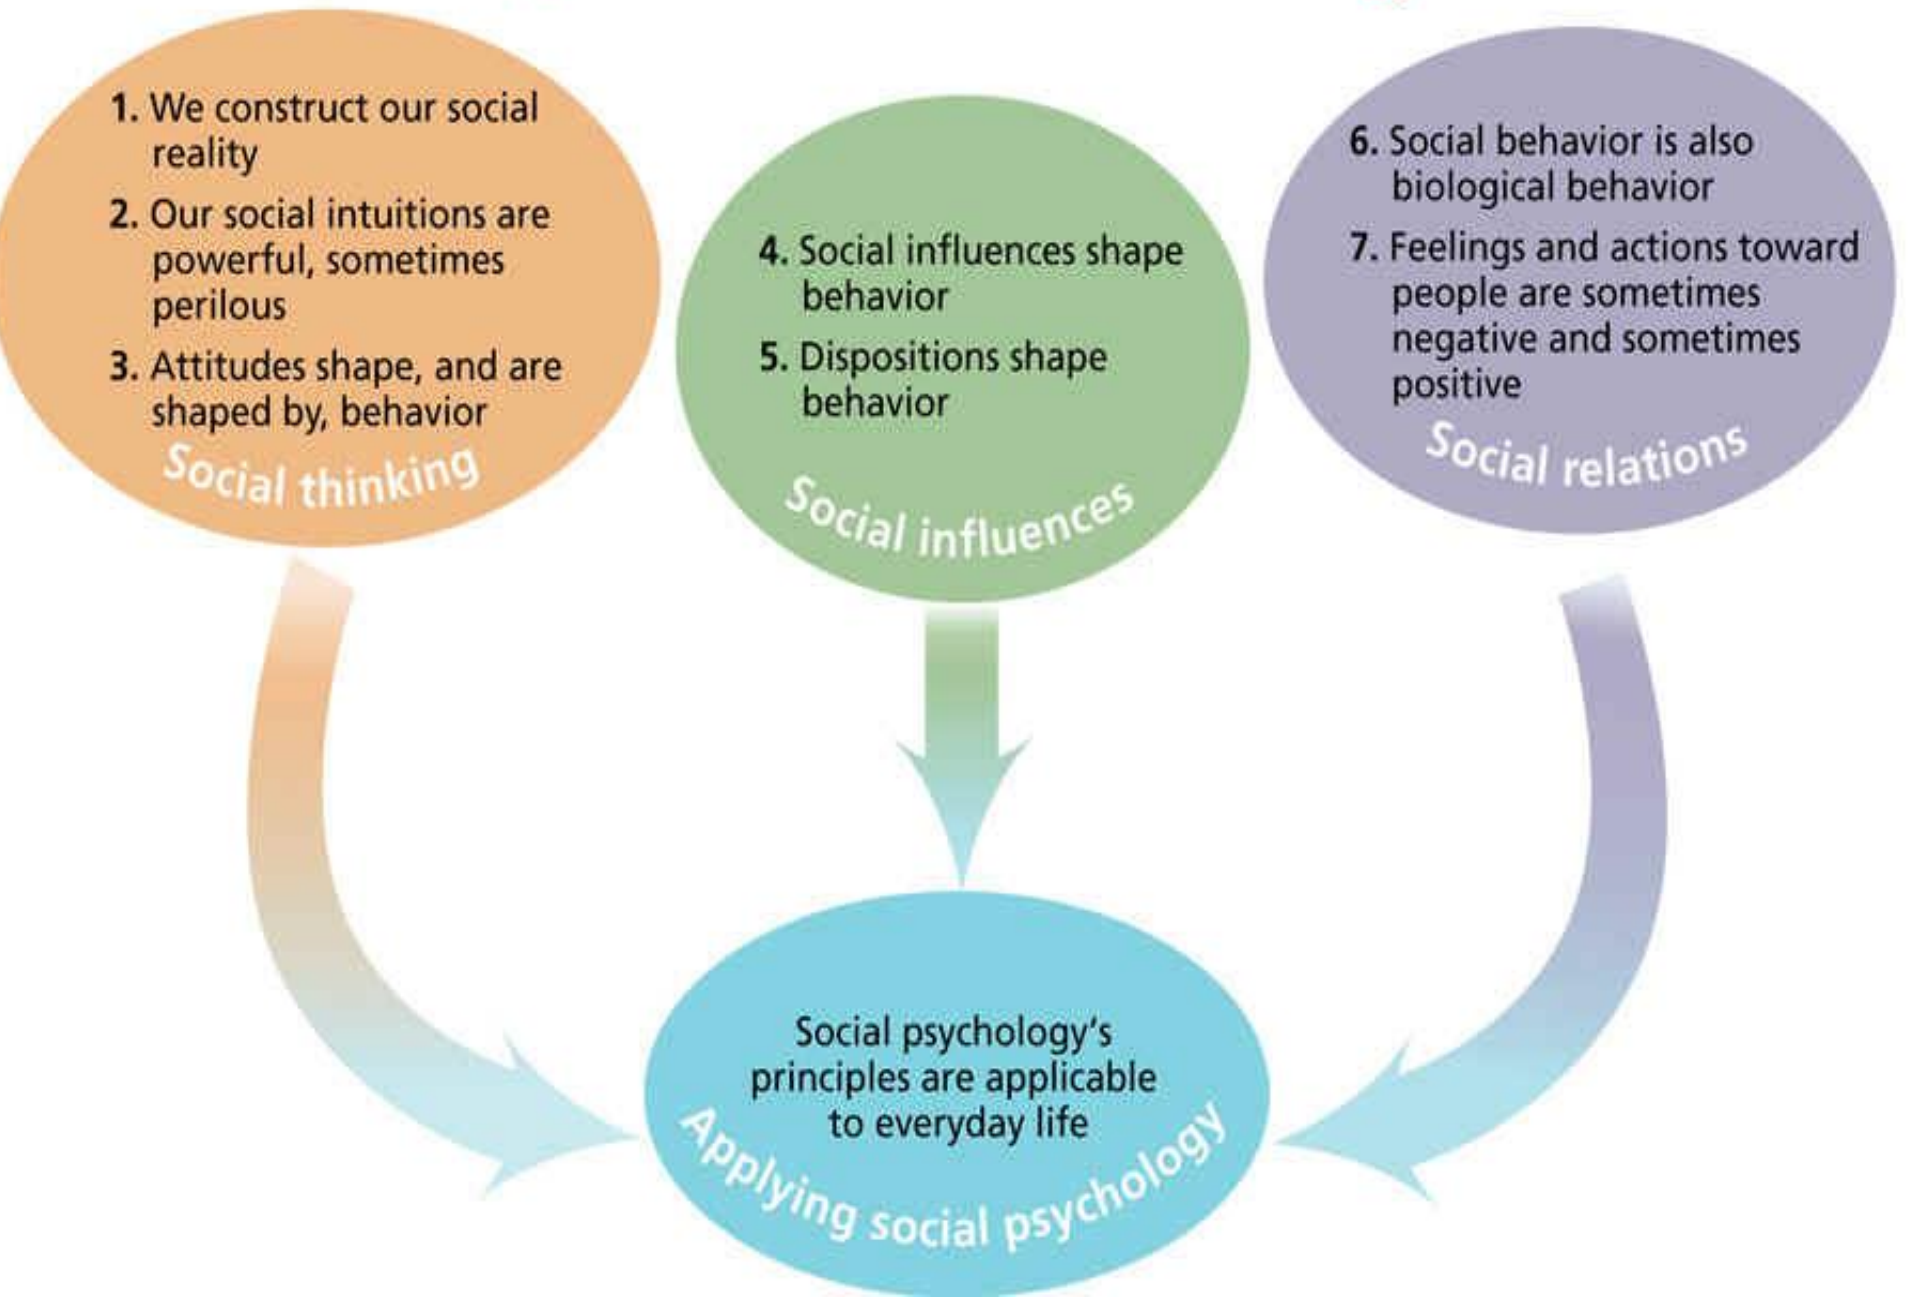 1. We construct our social
reality
2. Our social intuitions are
powerful, sometimes
perilous
3. Attitudes shape, and are
shaped by, behavior
Social thinking
4. Social influences shape
behavior
5. Dispositions shape
behavior
Social influences
6. Social behavior is also
biological behavior
7. Feelings and actions toward
people are sometimes
negative and sometimes
positive
Social relations
Social psychology's
principles are applicable
to everyday life
Applying social psychology